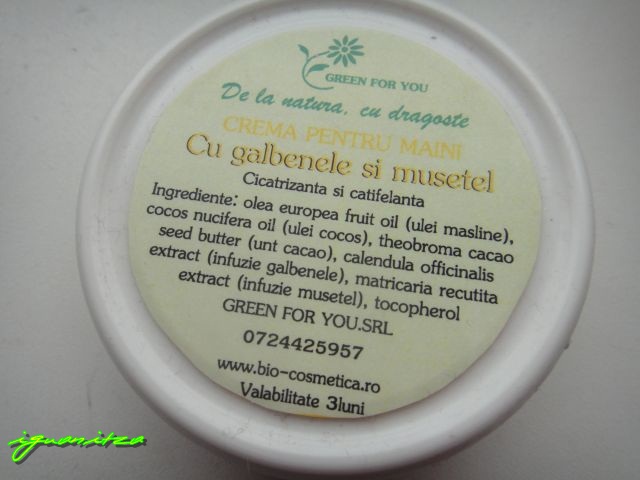 GREEN FOR YOU
De la natura, cu dragoste
CREMA PENTRU MAINI
Cu galbenele si musetel
Cicatrizanta si catifelanta
Ingrediente: olea europea fruit oil (ulei masline),
cocos nucifera oil (ulei cocos), theobroma cacao
seed butter (unt cacao), calendula officinalis
extract (infuzie galbenele), matricaria recutita
extract (infuzie musetel), tocopherol
GREEN FOR YOU.SRL
0724425957
www.bio-cosmetica.ro
Valabilitate 3luni
iguanitza